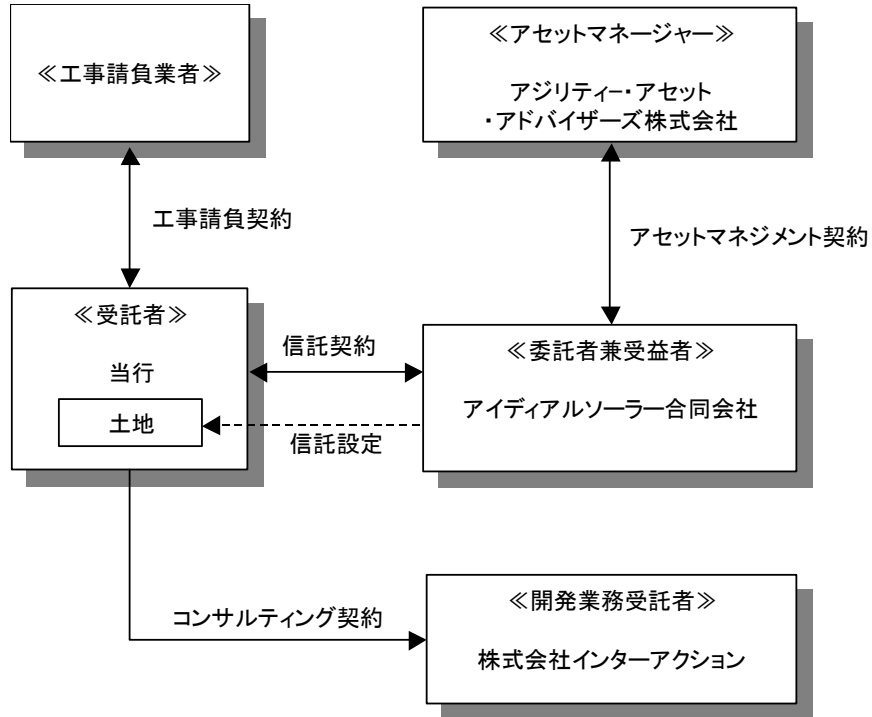 ≪工事請負業者≫
≪アセットマネージャー≫
アジリティー・アセット
・アドバイザーズ株式会社
工事請負契約
アセットマネジメント契約
≪受託者≫
当行
土地
信託契約
信託設定
≪委託者兼受益者≫
アイディアルソーラー合同会社
コンサルティング契約
≪開発業務受託者≫
株式会社インターアクション